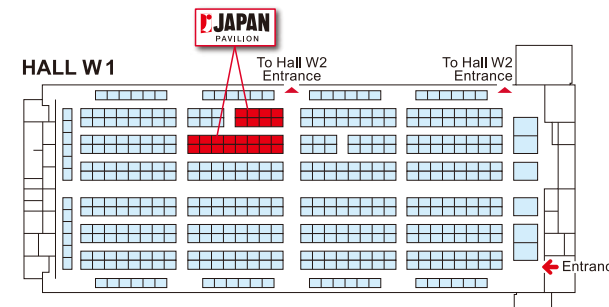 JAPAN
PAVILION
HALL W1
To Hall W2
Entrance
To Hall W2
Entrance
Entranc